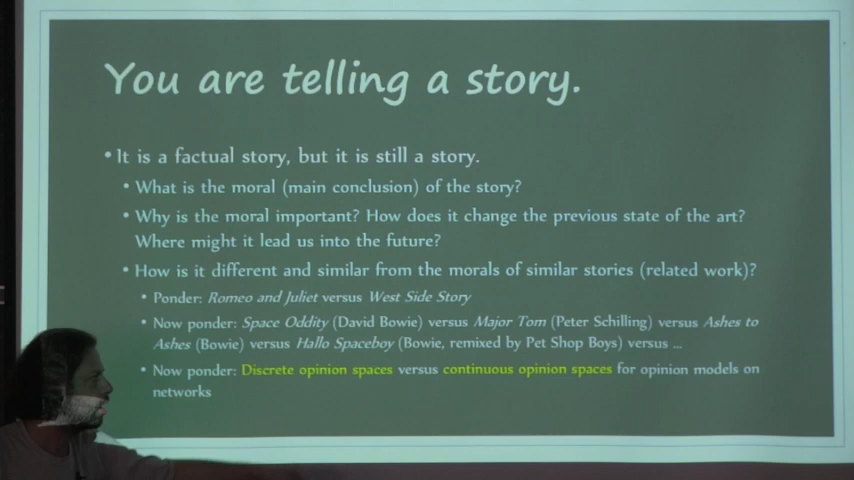 You are telling a story.
• It is a factual story, but it is still a story.
• What is the moral (main conclusion) of the story?
• Why is the moral important? How does it change the previous state of the art?
Where might it lead us into the future?
• How is it different and similar from the morals of similar stories (related work)?
• Ponder: Romeo and Juliet versus West Side Story
• Now ponder: Space Oddity (David Bowie) versus Major Tom (Peter Schilling) versus Ashes to
Ashes (Bowie) versus Hallo Spaceboy (Bowie, remixed by Pet Shop Boys) versus ...
• Now ponder: Discrete opinion spaces versus continuous opinion spaces for opinion models on
networks